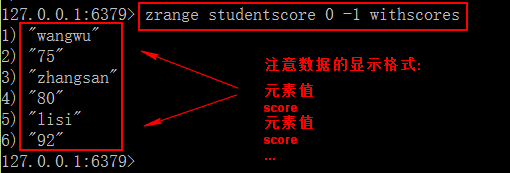 127.0.0.1:6379> zrange studentscore 0 -1 withscores
1) "wangwu"
2) "75"
3) "zhangsan"
4) "80"
5) "lisi"
6) "92"
127.0.0.1:6379>
注意数据的显示格式:
元素值
score
元素值
score
...